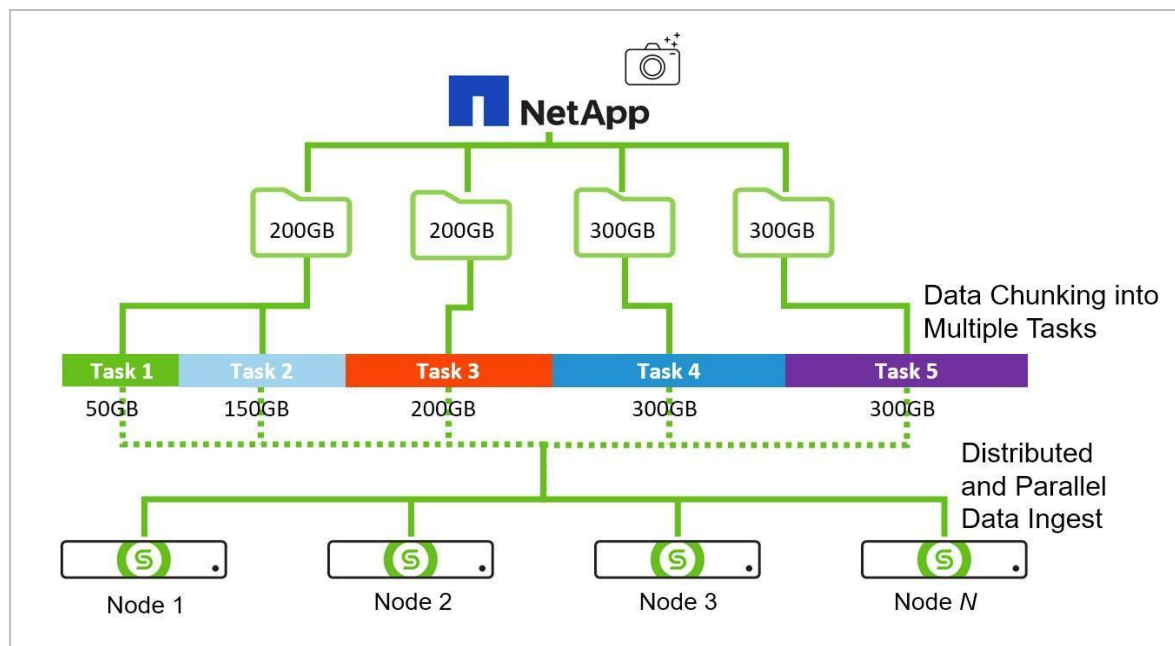 NetApp
200GB
200GB
300GB
300GB
Data Chunking into
Multiple Tasks
Task 1
Task 2
Task 3
Task 4
Task 5
50GB
150GB
200GB
300GB
300GB
Distributed
and Parallel
Data Ingest
Node 1
Node 2
Node 3
Node N